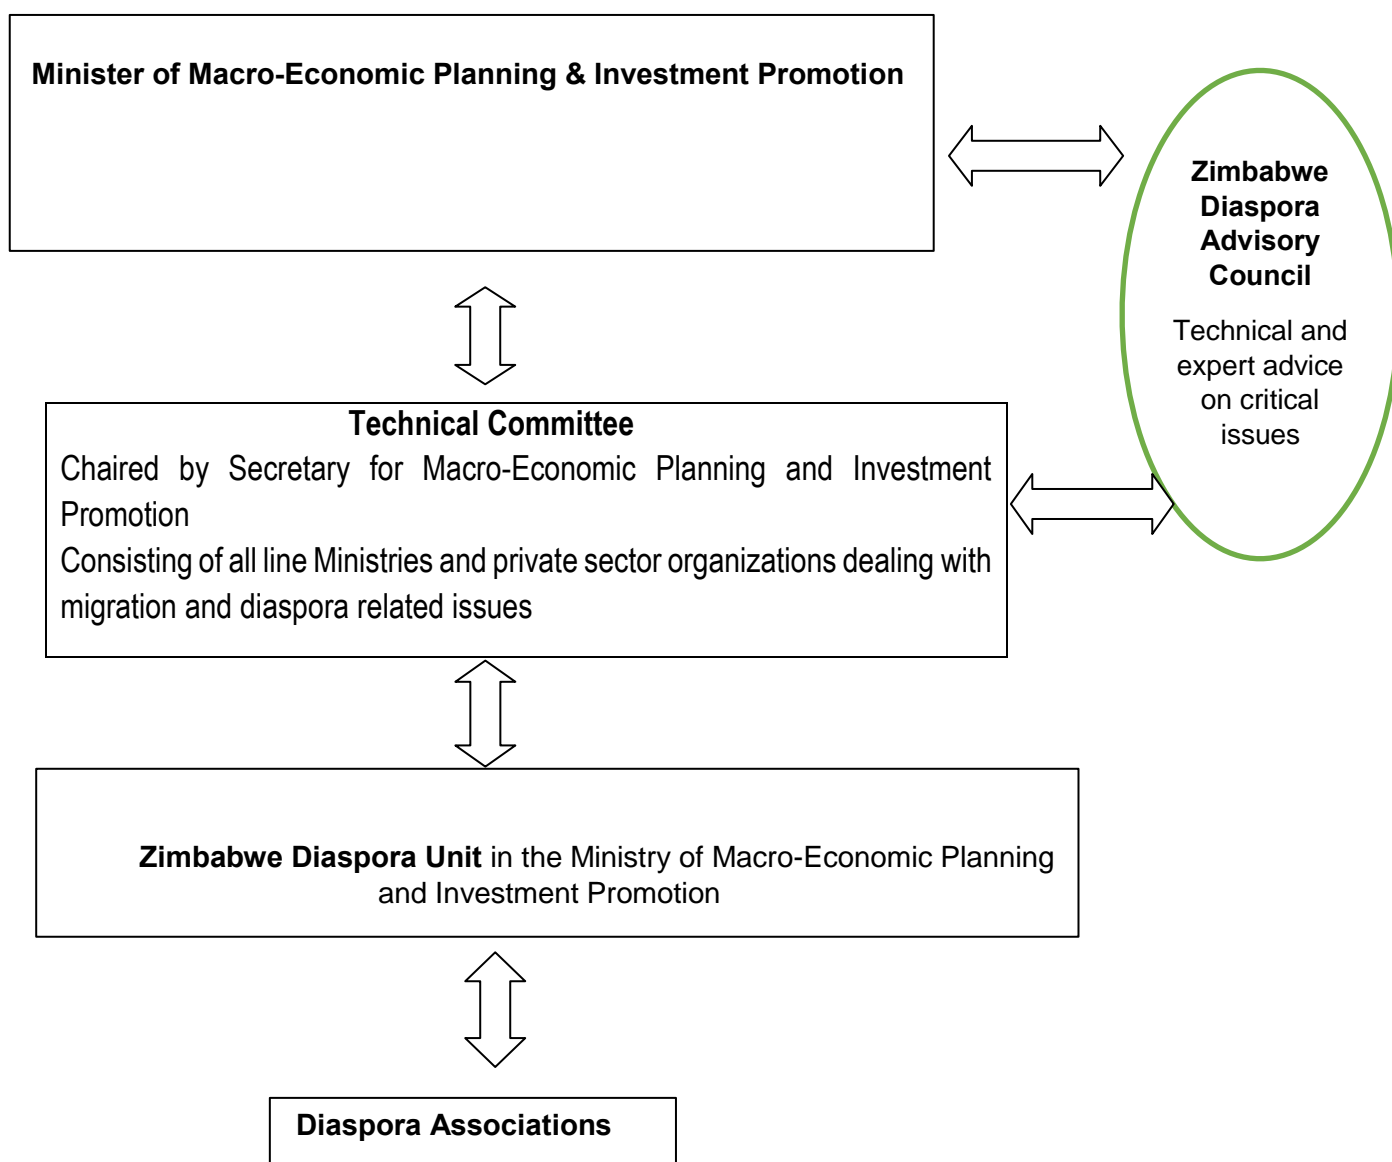 Minister of Macro-Economic Planning & Investment Promotion
Zimbabwe
Diaspora
Advisory
Council
Technical and
expert advice
on critical
issues
Technical Committee
Chaired by Secretary for Macro-Economic Planning and Investment
Promotion
Consisting of all line Ministries and private sector organizations dealing with
migration and diaspora related issues
Zimbabwe Diaspora Unit in the Ministry of Macro-Economic Planning
and Investment Promotion
Diaspora Associations